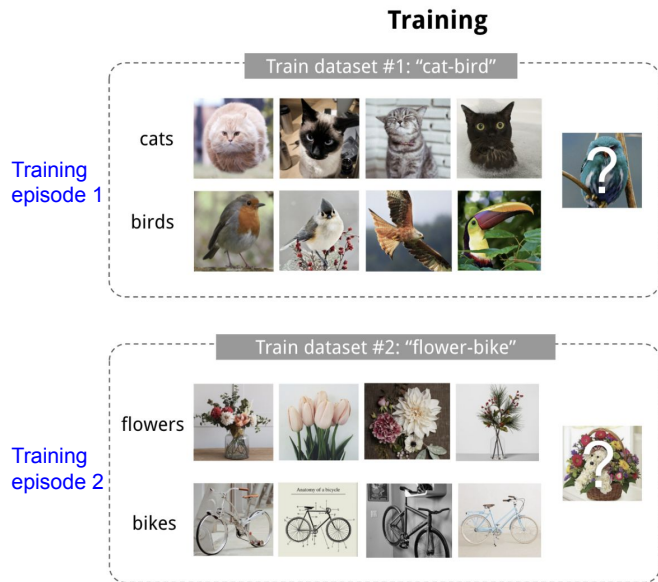 Training
Train dataset #1: “cat-bird”
cats
Training
episode 1
birds
?
Train dataset #2: “flower-bike”
flowers
Training
episode 2
bikes
Anatomy of a bicycle
?